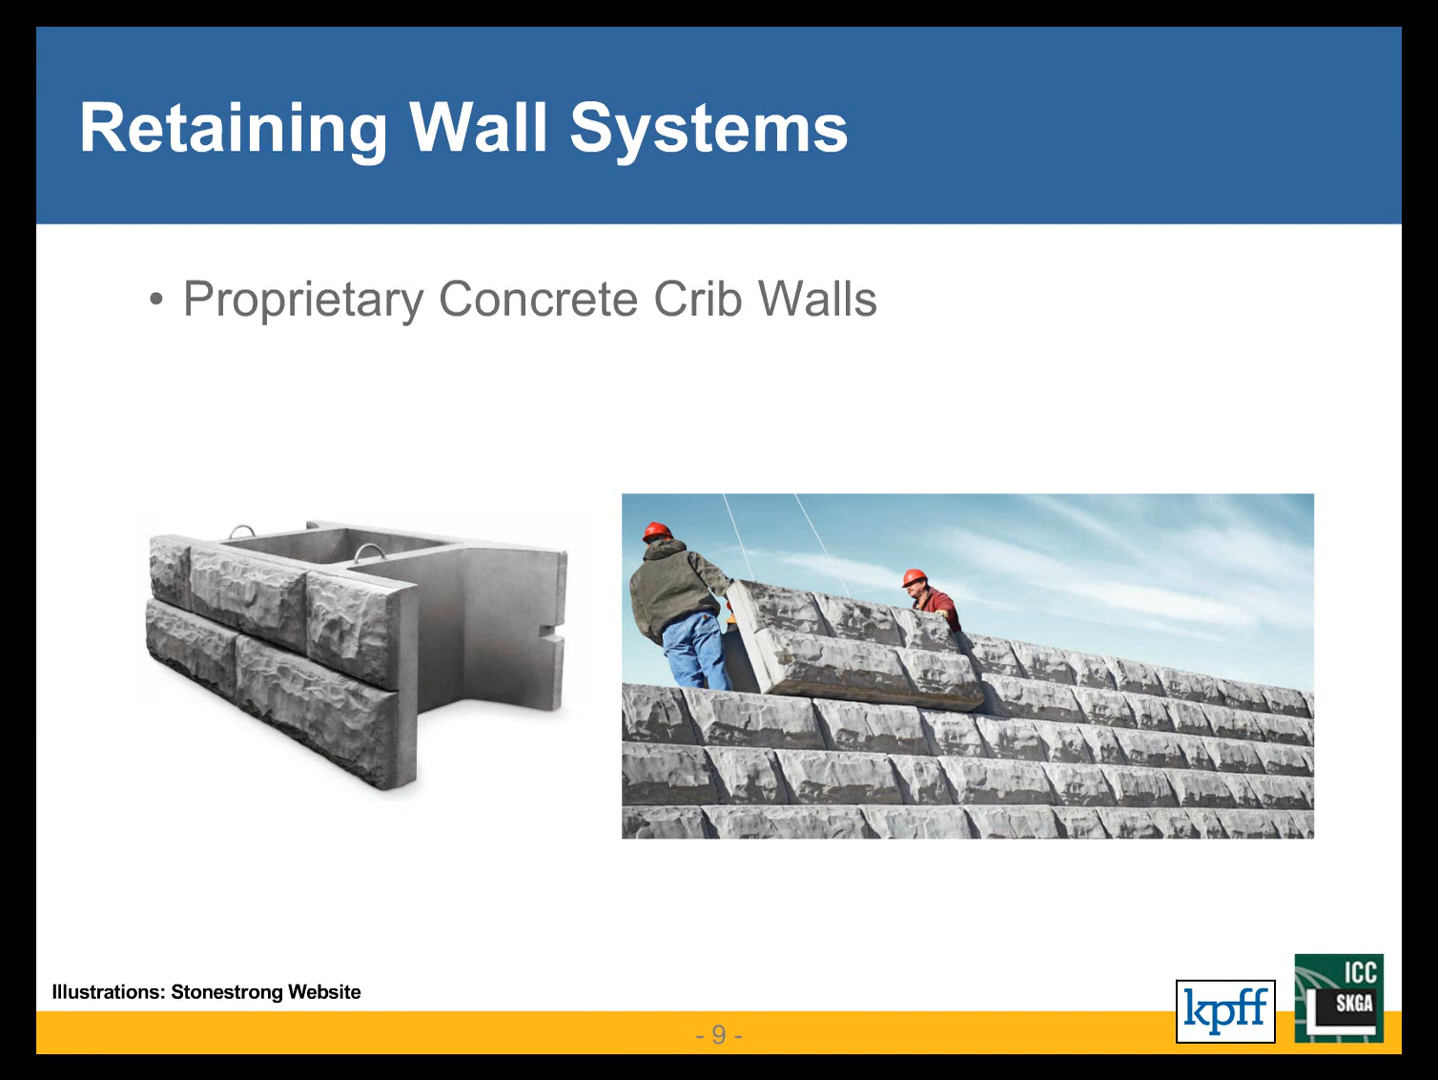 Retaining Wall Systems
• Proprietary Concrete Crib Walls
Illustrations: Stonestrong Website
- 9 -
kpff
ICC
SKGA